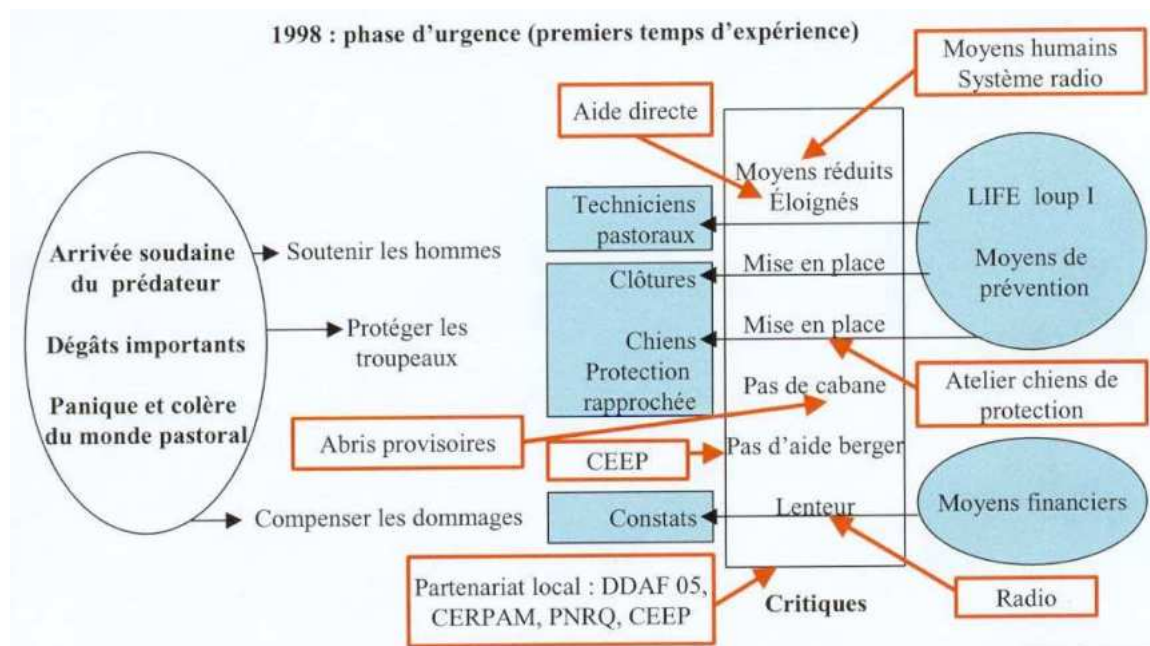 1998 : phase d'urgence (premiers temps d'expérience)
Moyens humains
Système radio
Aide directe
Moyens réduits
Éloignés
Techniciens
pastoraux
LIFE loup I
Moyens de
prévention
Arrivée soudaine
du prédateur
Dégâts importants
Panique et colère
du monde pastoral
Soutenir les hommes
Protéger les
troupeaux
Compenser les dommages
Clôtures
Mise en place
Chiens
Protection
rapprochée
Mise en place
Pas de cabane
Atelier chiens de
protection
Abris provisoires
CEEP
Pas d'aide berger
Constats
Lenteur
Moyens financiers
Partenariat local : DDAF 05,
CERPAM, PNRQ, CEEP
Critiques
Radio